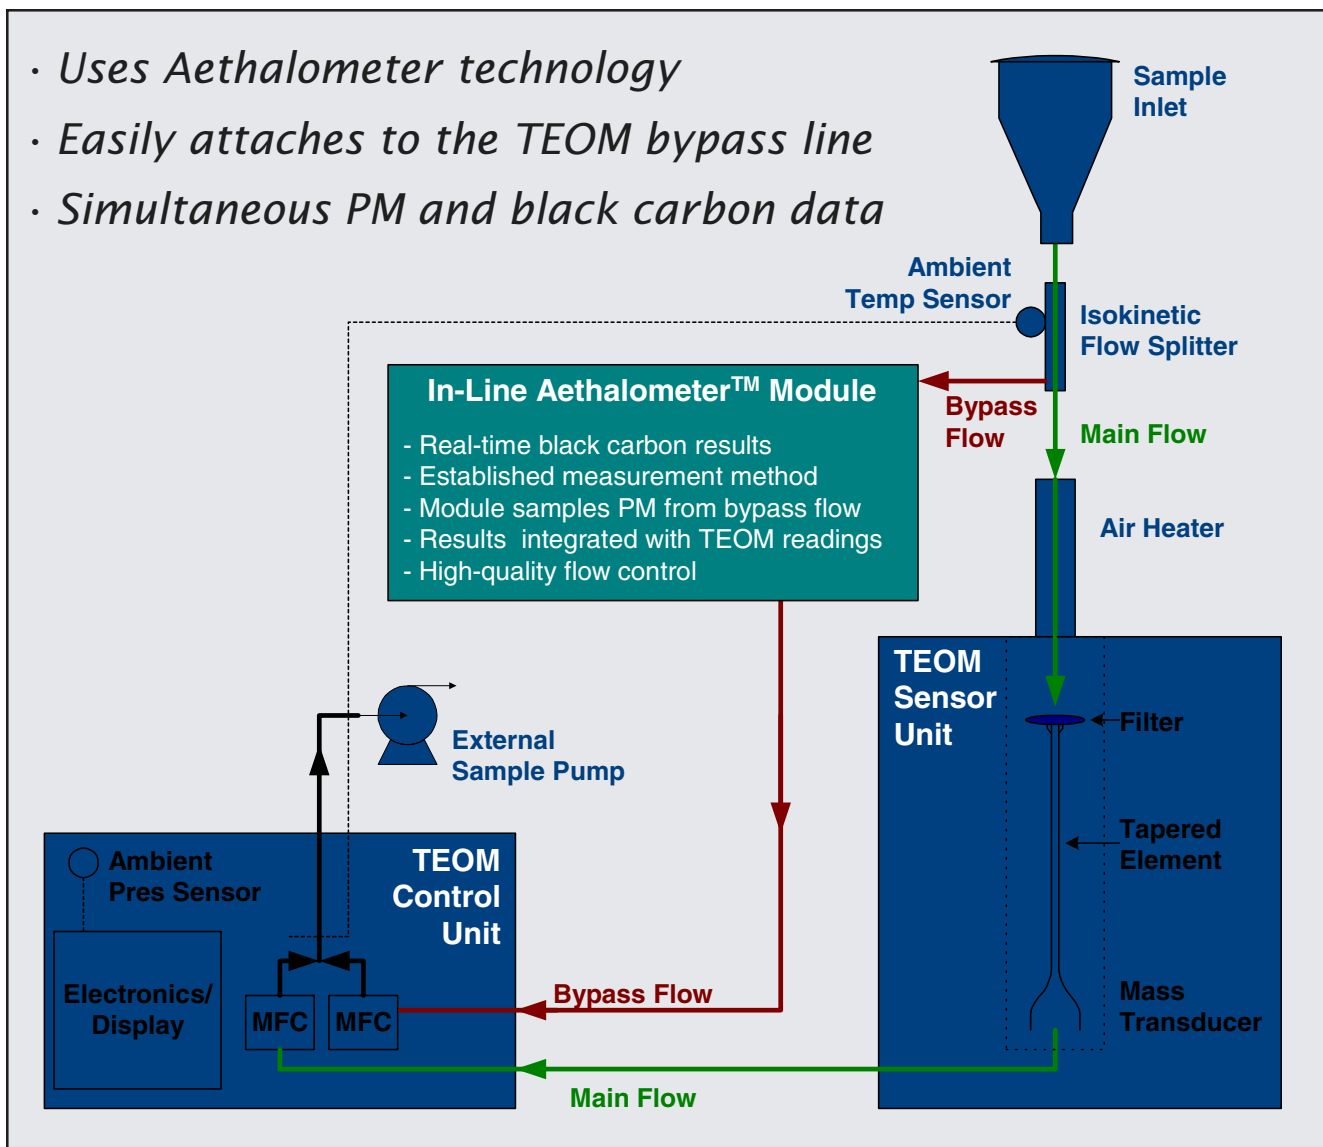 · Uses Aethalometer technology
· Easily attaches to the TEOM bypass line
· Simultaneous PM and black carbon data
Sample
Inlet
Ambient
Temp Sensor
Isokinetic
Flow Splitter
In-Line Aethalometer™ Module
- Real-time black carbon results
- Established measurement method
- Module samples PM from bypass flow
- Results integrated with TEOM readings
- High-quality flow control
Bypass
Flow
Main Flow
Air Heater
TEOM
Sensor
Unit
Filter
External
Sample Pump
Tapered
Element
Ambient
Pres Sensor
TEOM
Control
Unit
Electronics/
Display
MFC
MFC
Bypass Flow
Mass
Transducer
Main Flow